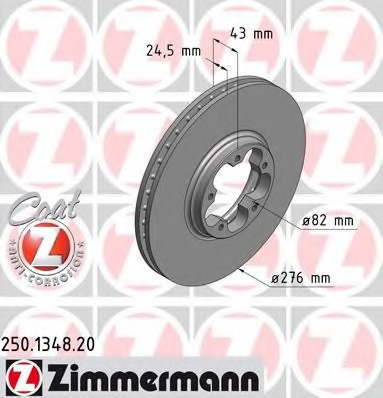 43 mm
24,5 mm
ø82 mm
ø276 mm
Coat
Z
ANTI-CORROSION
250.1348.20
Z Zimmermann